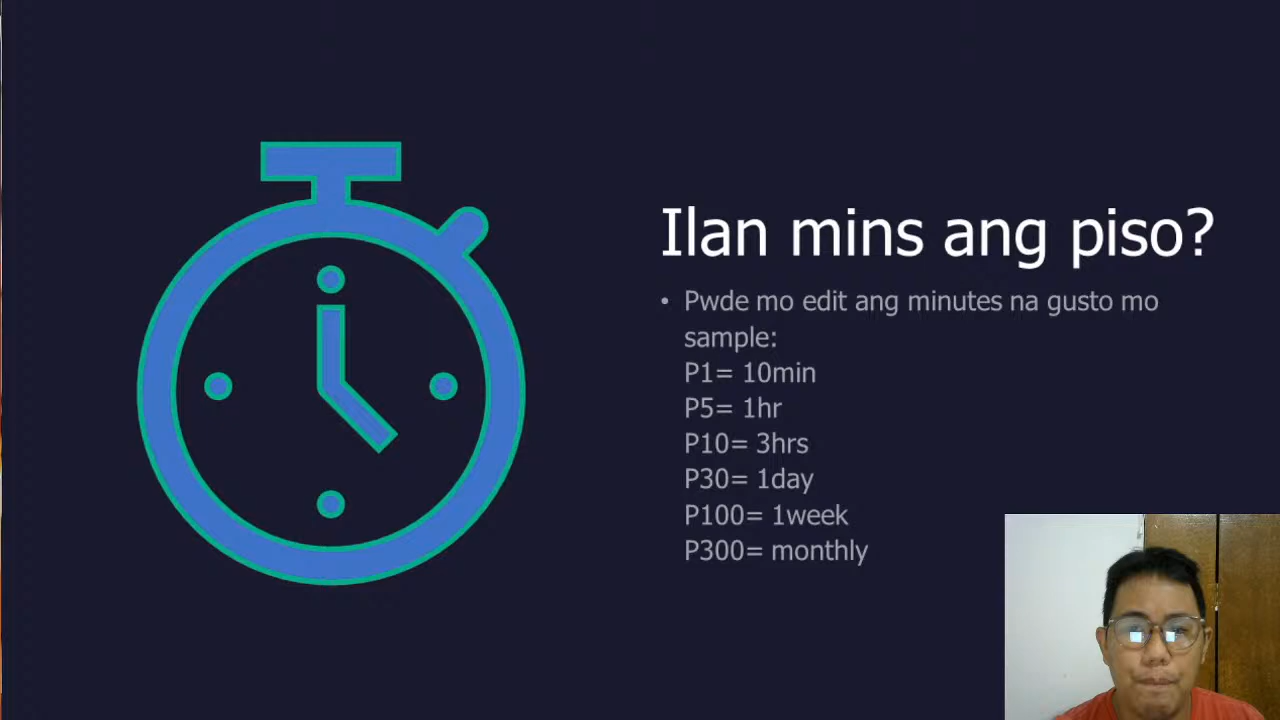 Ilan mins ang piso?
• Pwde mo edit ang minutes na gusto mo
sample:
P1= 10min
P5= 1hr
P10= 3hrs
P30= 1day
P100= 1week
P300= monthly